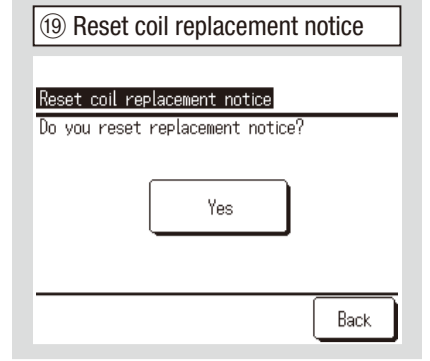 ⑲ Reset coil replacement notice
Reset coil replacement notice
Do you reset replacement notice?
Yes
Back